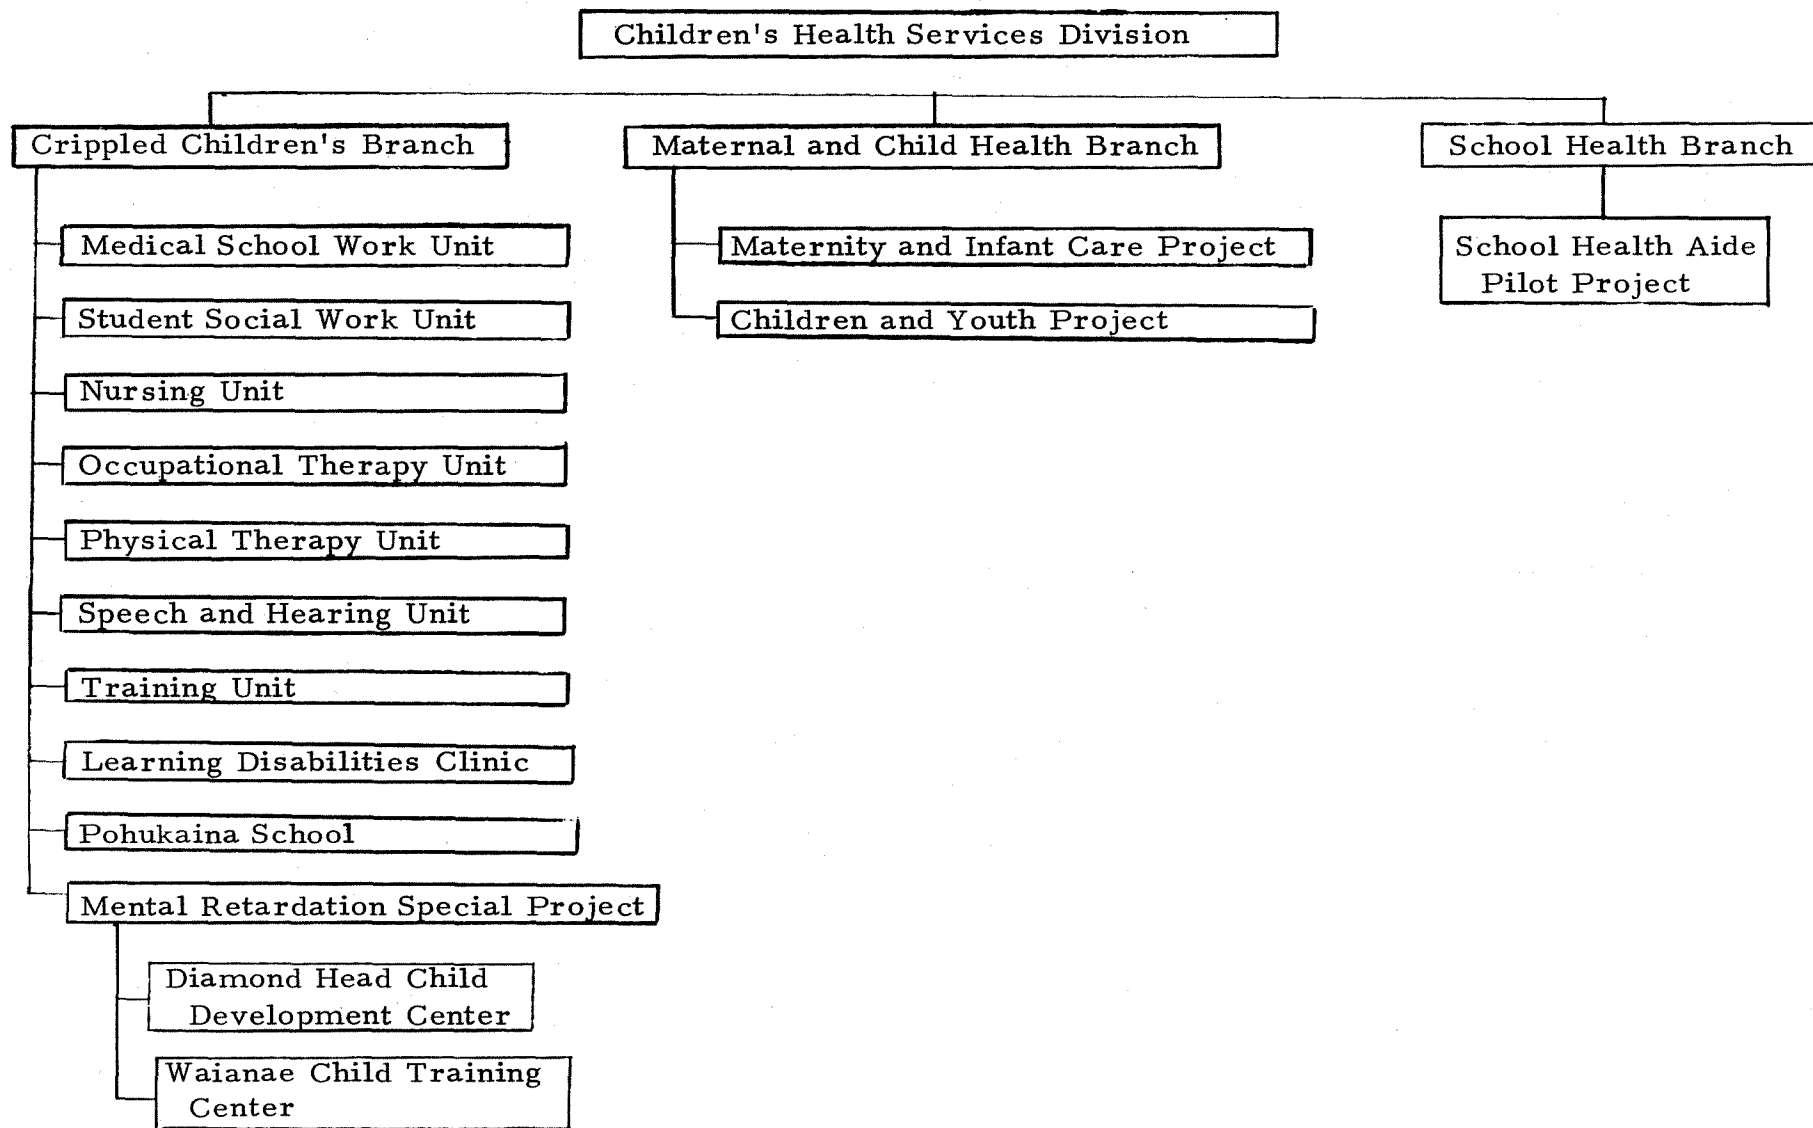 Children's Health Services Division
Crippled Children's Branch
Maternal and Child Health Branch
School Health Branch
Medical School Work Unit
Student Social Work Unit
Nursing Unit
Occupational Therapy Unit
Physical Therapy Unit
Speech and Hearing Unit
Training Unit
Learning Disabilities Clinic
Pohukaina School
Mental Retardation Special Project
Diamond Head Child
Development Center
Waianae Child Training
Center
Maternity and Infant Care Project
Children and Youth Project
School Health Aide
Pilot Project